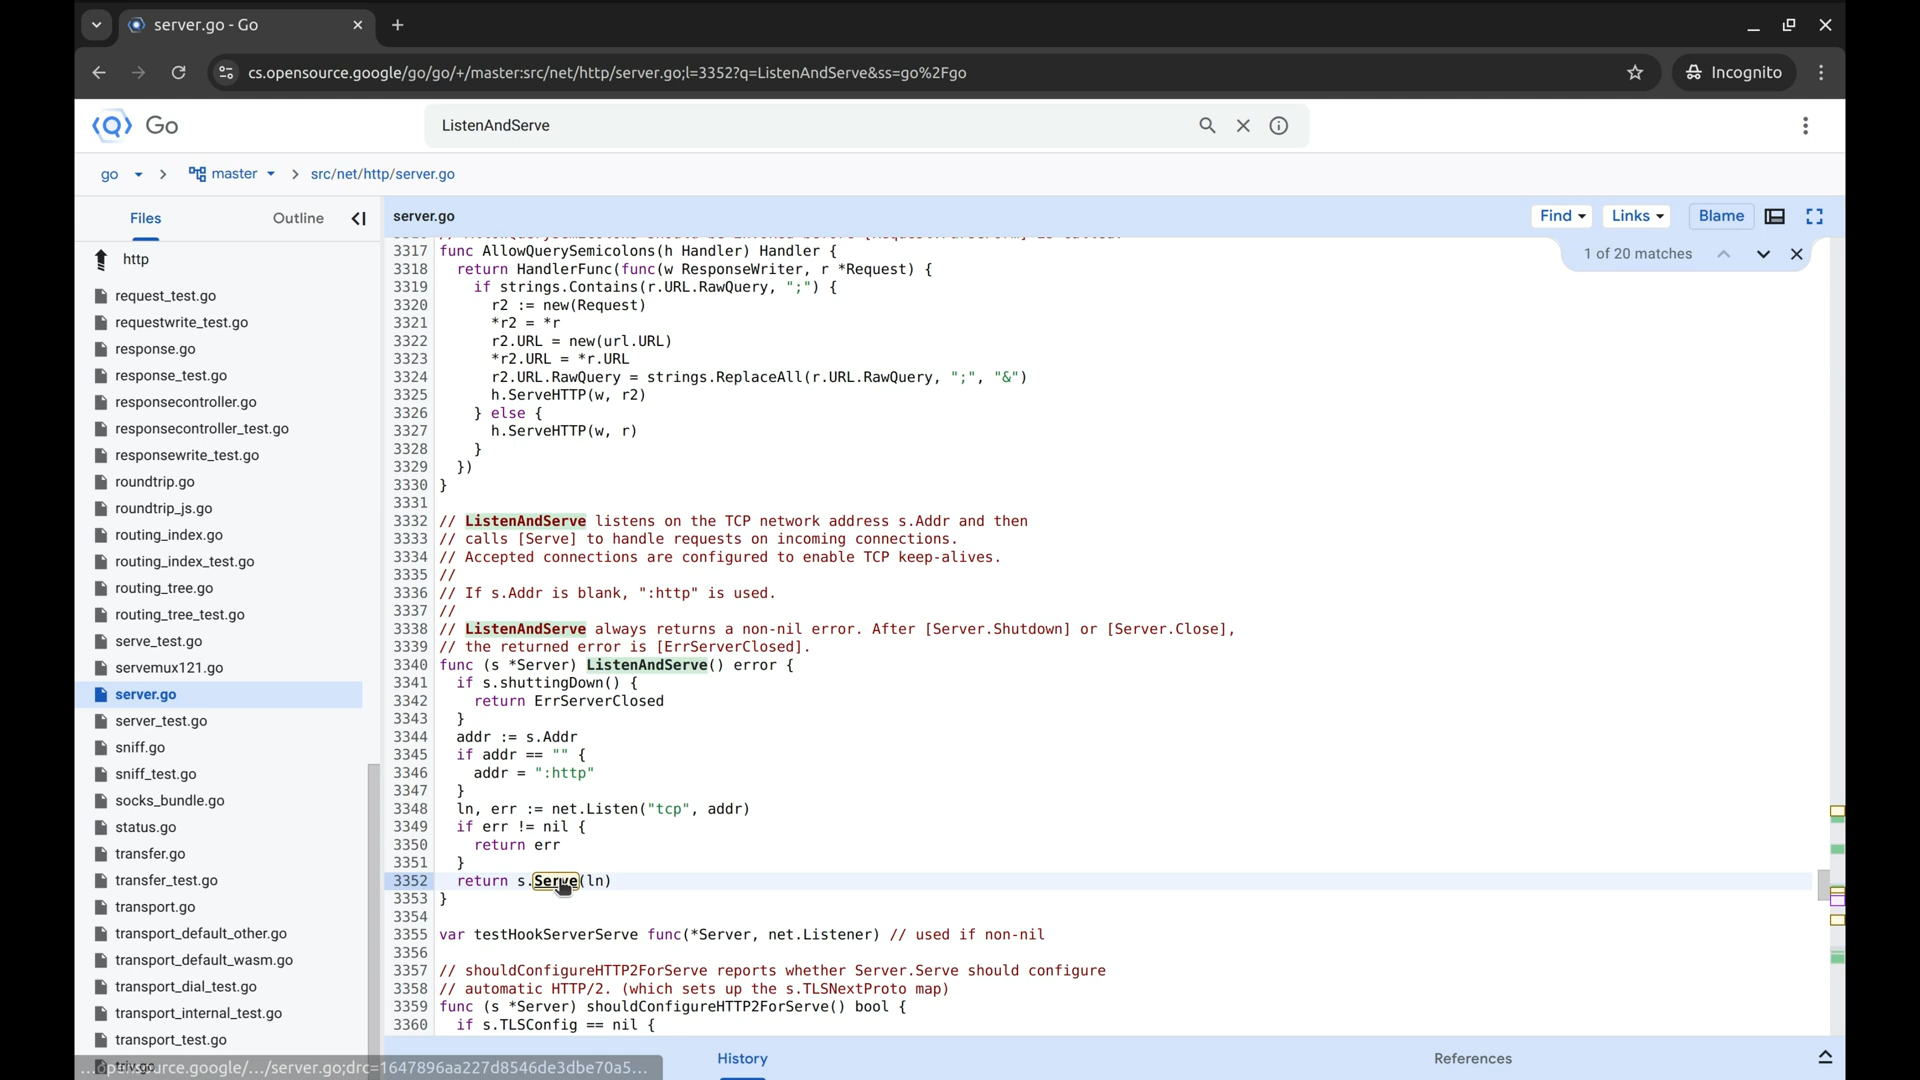 server.go - Go
cs.opensource.google/go/go/+/master:src/net/http/server.go;l=3352?q=ListenAndServe&ss=go%2Fgo
Incognito
Go
ListenAndServe
go
master
src/net/http/server.go
Files
Outline
server.go
Find
Links
Blame
1 of 20 matches
http
request_test.go
requestwrite_test.go
response.go
response_test.go
responsecontroller.go
responsecontroller_test.go
responsewrite_test.go
roundtrip.go
roundtrip_js.go
routing_index.go
routing_index_test.go
routing_tree.go
routing_tree_test.go
serve_test.go
servemux121.go
server.go
server_test.go
sniff.go
sniff_test.go
socks_bundle.go
status.go
transfer.go
transfer_test.go
transport.go
transport_default_other.go
transport_default_wasm.go
transport_dial_test.go
transport_internal_test.go
transport_test.go
3317 func AllowQuerySemicolons(h Handler) Handler {
3318 return HandlerFunc(func(w ResponseWriter, r *Request) {
3319 if strings.Contains(r.URL.RawQuery, ";") {
3320 r2 := new(Request)
3321 *r2 = *r
3322 r2.URL = new(url.URL)
3323 *r2.URL = *r.URL
3324 r2.URL.RawQuery = strings.ReplaceAll(r.URL.RawQuery, ";", "&")
3325 h.ServeHTTP(w, r2)
3326 } else {
3327 h.ServeHTTP(w, r)
3328 }
3329 })
3330 }
3331
3332 // ListenAndServe listens on the TCP network address s.Addr and then
3333 // calls [Serve] to handle requests on incoming connections.
3334 // Accepted connections are configured to enable TCP keep-alives.
3335 //
3336 // If s.Addr is blank, ":http" is used.
3337 //
3338 // ListenAndServe always returns a non-nil error. After [Server.Shutdown] or [Server.Close],
3339 // the returned error is [ErrServerClosed].
3340 func (s *Server) ListenAndServe() error {
3341 if s.shuttingDown() {
3342 return ErrServerClosed
3343 }
3344 addr := s.Addr
3345 if addr == "" {
3346 addr = ":http"
3347 }
3348 ln, err := net.Listen("tcp", addr)
3349 if err != nil {
3350 return err
3351 }
3352 return s.Serve(ln)
3353 }
3354
3355 var testHookServerServe func(*Server, net.Listener) // used if non-nil
3356
3357 // shouldConfigureHTTP2ForServe reports whether Server.Serve should configure
3358 // automatic HTTP/2. (which sets up the s.TLSNextProto map)
3359 func (s *Server) shouldConfigureHTTP2ForServe() bool {
3360 if s.TLSConfig == nil {
History
References
...opensource.google/.../server.go;drc=1647896aa227d8546de3dbe70a5...